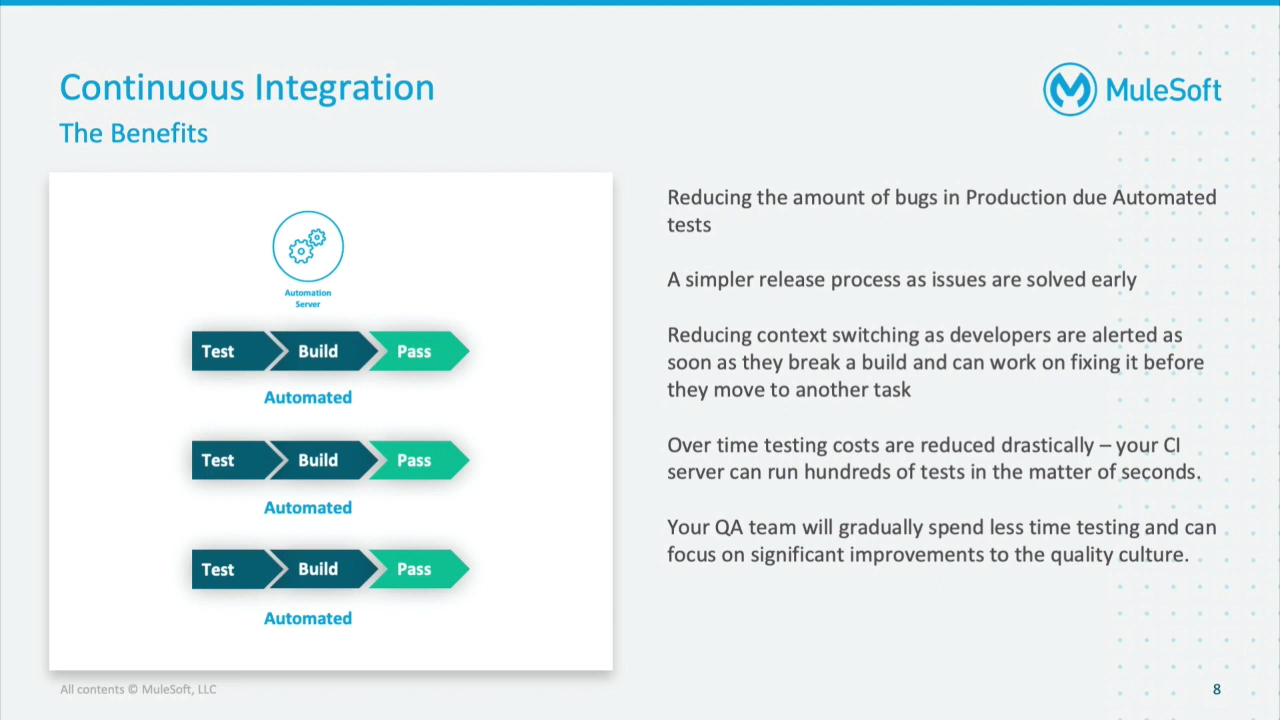 Continuous Integration
The Benefits
MuleSoft
Automation
Server
Test Build Pass
Automated
Test Build Pass
Automated
Test Build Pass
Automated
Reducing the amount of bugs in Production due Automated
tests
A simpler release process as issues are solved early
Reducing context switching as developers are alerted as
soon as they break a build and can work on fixing it before
they move to another task
Over time testing costs are reduced drastically – your CI
server can run hundreds of tests in the matter of seconds.
Your QA team will gradually spend less time testing and can
focus on significant improvements to the quality culture.
All contents © MuleSoft, LLC
8